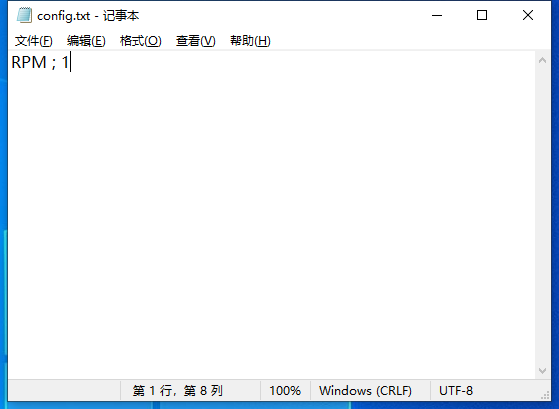 config.txt - 记事本
文件(F) 编辑(E) 格式(O) 查看(V) 帮助(H)
RPM ; 1
第 1 行，第 8 列 100% Windows (CRLF) UTF-8